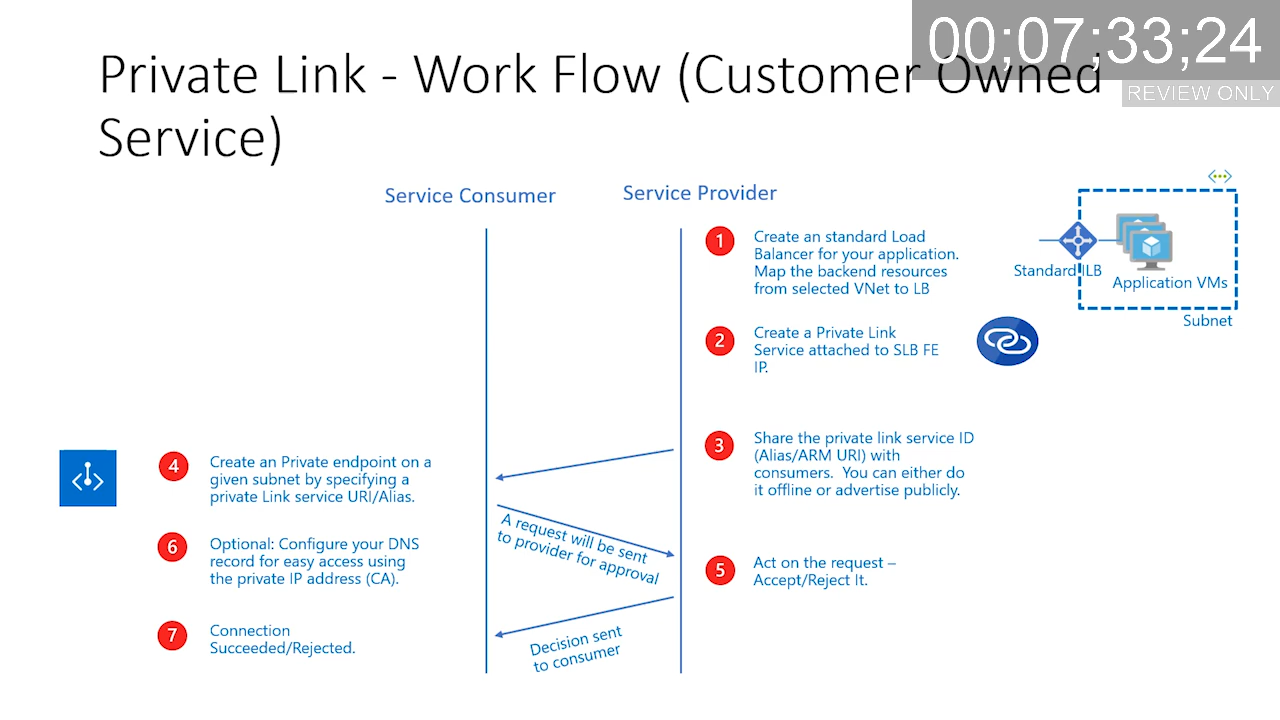 00;07;33;24
REVIEW ONLY
Private Link - Work Flow (Customer Owned
Service)
Service Consumer
Service Provider
1
Create an standard Load
Balancer for your application.
Map the backend resources
from selected VNet to LB
Standard ILB
Application VMs
Subnet
2
Create a Private Link
Service attached to SLB FE
IP.
3
Share the private link service ID
(Alias/ARM URI) with
consumers. You can either do
it offline or advertise publicly.
4
Create an Private endpoint on a
given subnet by specifying a
private Link service URI/Alias.
A request will be sent
to provider for approval
5
Act on the request –
Accept/Reject It.
6
Optional: Configure your DNS
record for easy access using
the private IP address (CA).
Decision sent
to consumer
7
Connection
Succeeded/Rejected.